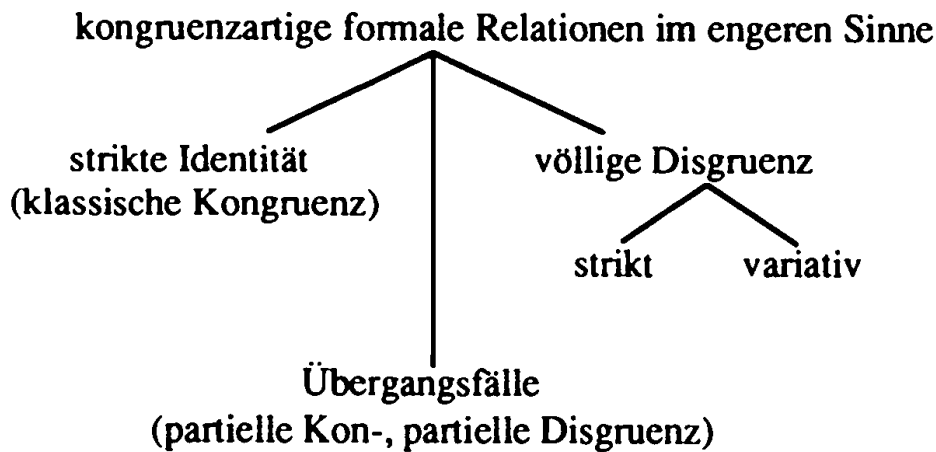 kongruenzartige formale Relationen im engeren Sinne
strikte Identität
(klassische Kongruenz)
völlige Disgruenz
strikt
variativ
Übergangsfälle
(partielle Kon-, partielle Disgruenz)